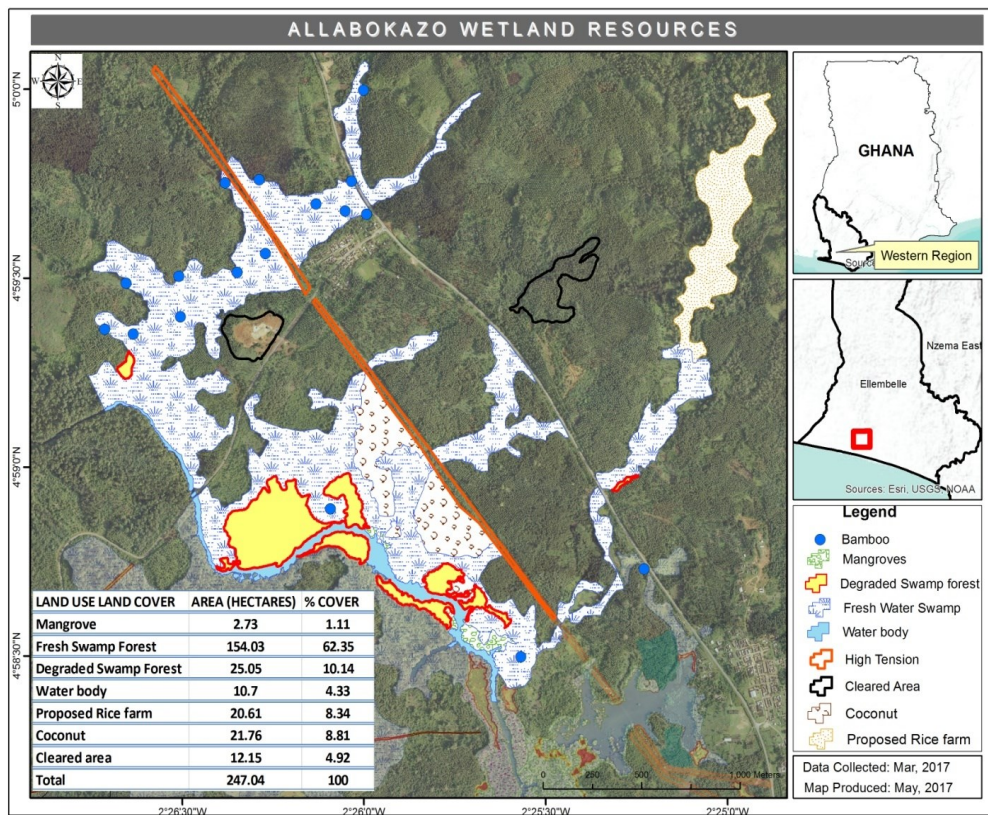 ALLABOKAZO WETLAND RESOURCES
N
W E
S
5°0'0"N
4°59'30"N
4°59'0"N
4°58'30"N
LAND USE LAND COVER AREA (HECTARES) % COVER
Mangrove 2.73 1.11
Fresh Swamp Forest 154.03 62.35
Degraded Swamp Forest 25.05 10.14
Water body 10.7 4.33
Proposed Rice farm 20.61 8.34
Coconut 21.76 8.81
Cleared area 12.15 4.92
Total 247.04 100
0 250 500 1,000 Meters
2°26'30"W 2°26'0"W 2°25'30"W 2°25'0"W
GHANA
Western Region
Nzema East
Ellembelle
Sources: Esri, USGS, NOAA
Legend
Bamboo
Mangroves
Degraded Swamp forest
Fresh Water Swamp
Water body
High Tension
Cleared Area
Coconut
Proposed Rice farm
Data Collected: Mar, 2017
Map Produced: May, 2017